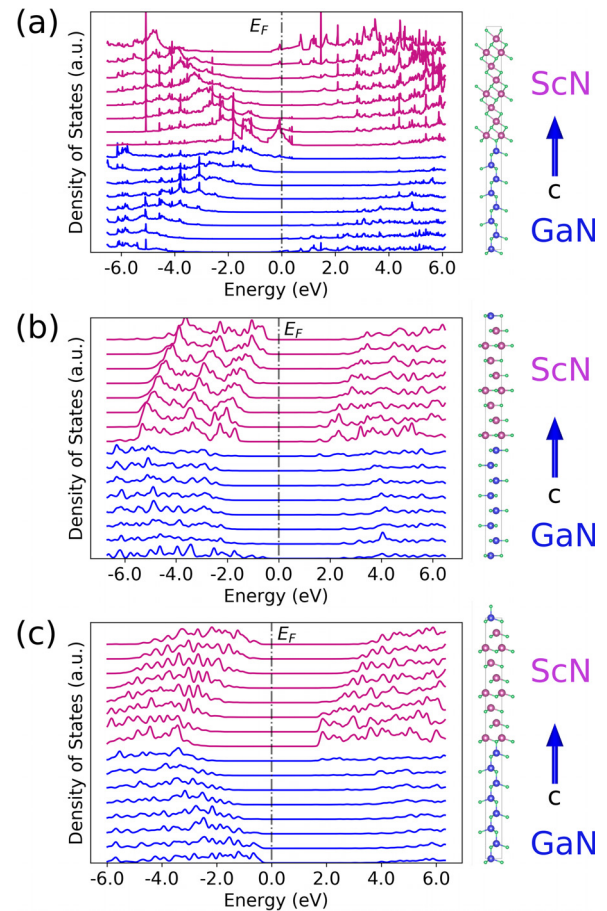 (a)
E_F
Density of States (a.u.)
-6.0 -4.0 -2.0 0.0 2.0 4.0 6.0
Energy (eV)
ScN
c
GaN
(b)
E_F
Density of States (a.u.)
-6.0 -4.0 -2.0 0.0 2.0 4.0 6.0
Energy (eV)
ScN
c
GaN
(c)
E_F
Density of States (a.u.)
-6.0 -4.0 -2.0 0.0 2.0 4.0 6.0
Energy (eV)
ScN
c
GaN